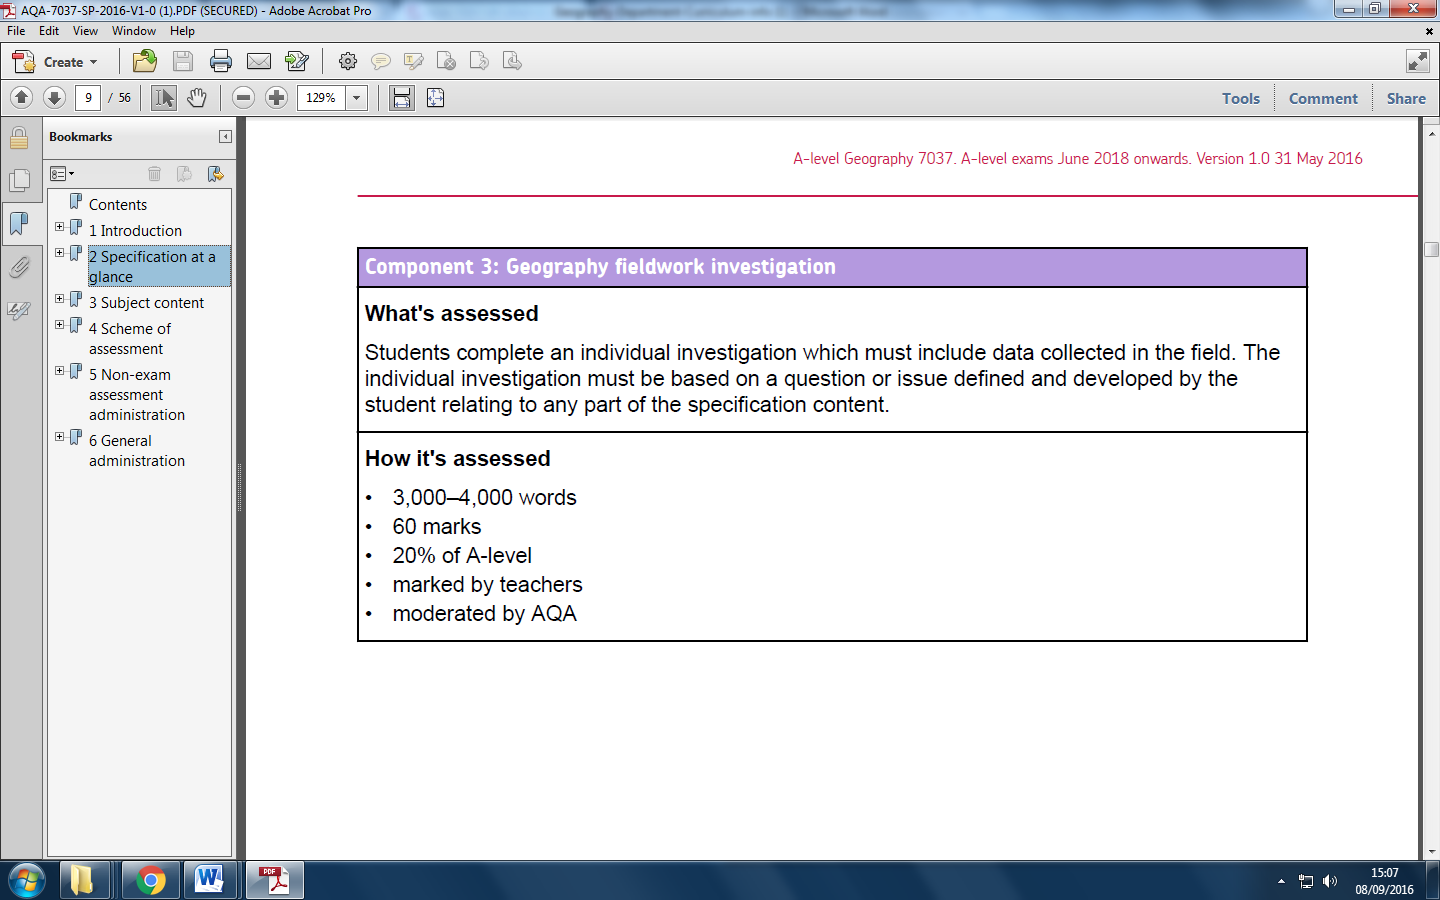 AQA-7037-SP-2016-V1-0 (1).PDF (SECURED) - Adobe Acrobat Pro
File Edit View Window Help
Create
9 / 56
129%
Tools Comment Share
Bookmarks
Contents
1 Introduction
2 Specification at a
glance
3 Subject content
4 Scheme of
assessment
5 Non-exam
assessment
administration
6 General
administration
A-level Geography 7037. A-level exams June 2018 onwards. Version 1.0 31 May 2016
Component 3: Geography fieldwork investigation
What's assessed
Students complete an individual investigation which must include data collected in the field. The
individual investigation must be based on a question or issue defined and developed by the
student relating to any part of the specification content.
How it's assessed
• 3,000–4,000 words
• 60 marks
• 20% of A-level
• marked by teachers
• moderated by AQA
PDF
15:07
08/09/2016